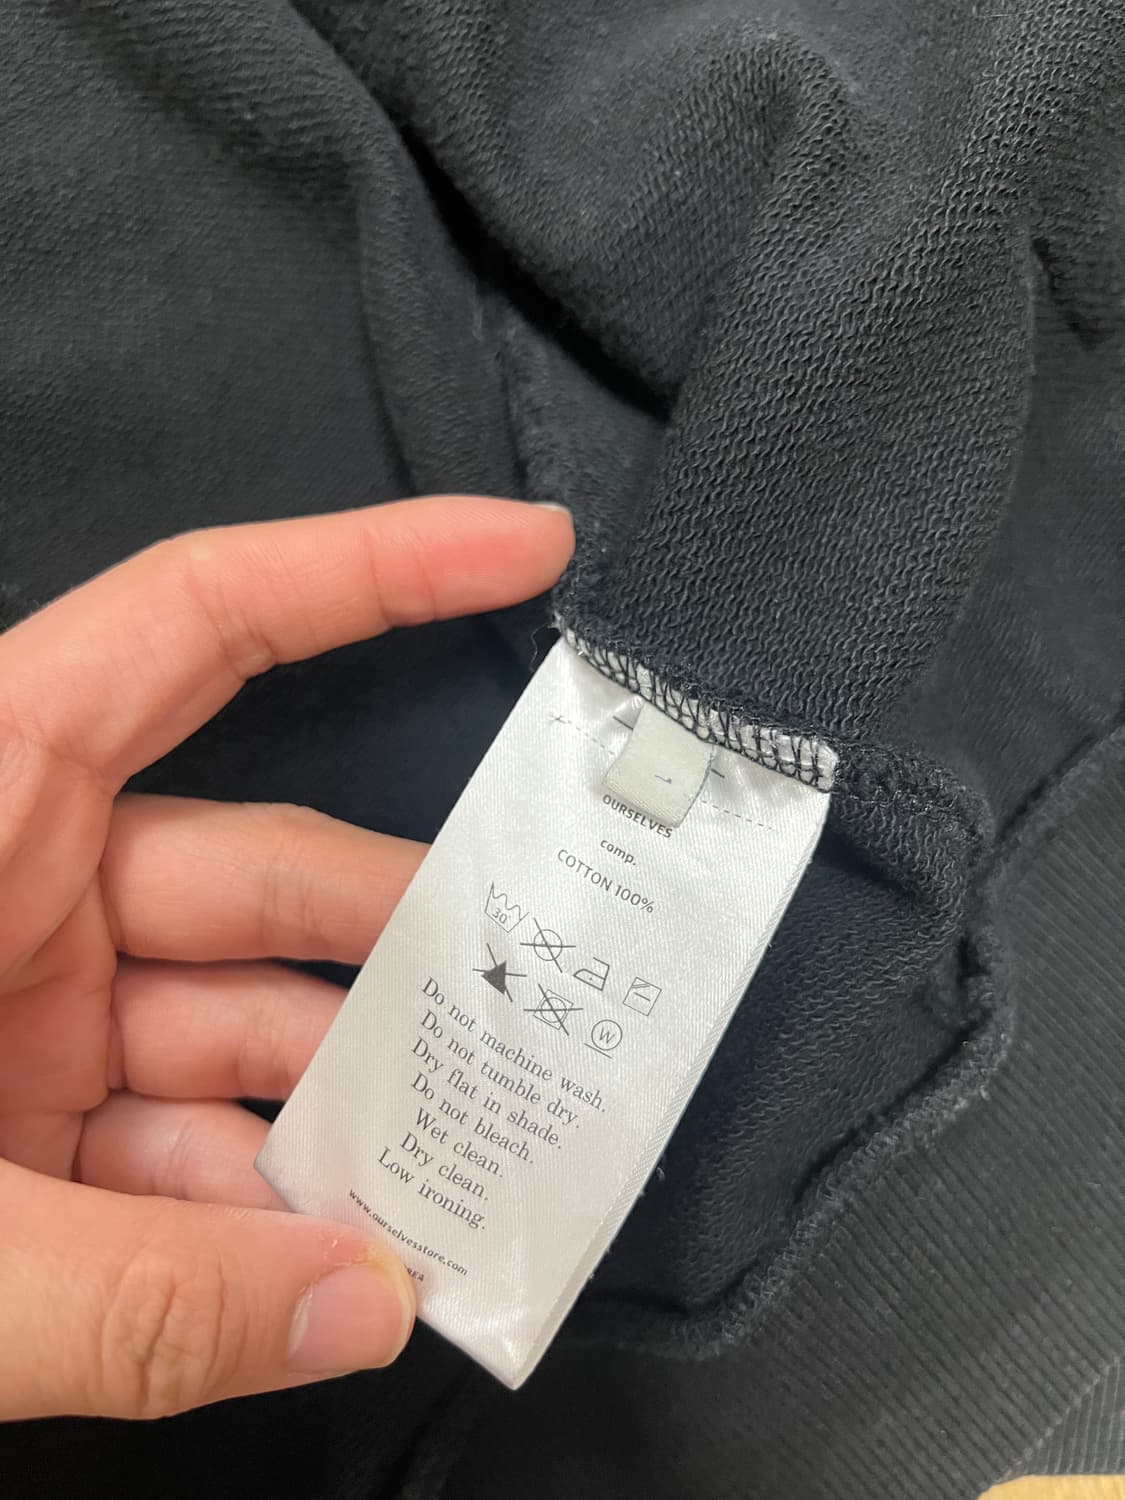 OURSELVES
comp.
COTTON 100%
30
W
Do not machine wash.
Do not tumble dry.
Dry flat in shade.
Do not bleach.
Wet clean.
Dry clean.
Low ironing.
www.ourselvesstore.com